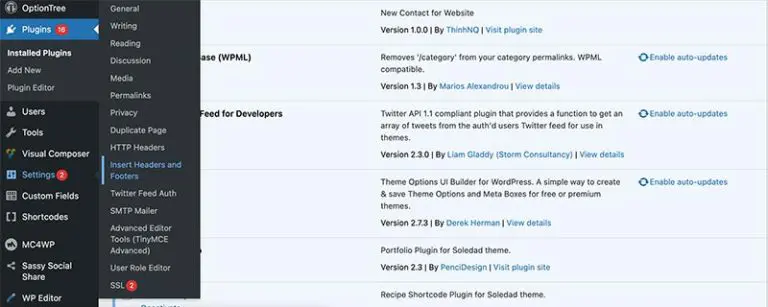 OptionTree
Plugins 16
Installed Plugins
Add New
Plugin Editor
Users
Tools
Visual Composer
Settings 2
Custom Fields
Shortcodes
MC4WP
Sassy Social
Share
WP Editor
General
Writing
Reading
Discussion
Media
Permalinks
Privacy
Duplicate Page
HTTP Headers
Insert Headers and
Footers
Twitter Feed Auth
SMTP Mailer
Advanced Editor
Tools (TinyMCE
Advanced)
User Role Editor
SSL 2
ase (WPML)
Feed for Developers
New Contact for Website
Version 1.0.0 | By ThinhNQ | Visit plugin site
Removes '/category' from your category permalinks. WPML
compatible.
Version 1.3 | By Marios Alexandrou | View details
Enable auto-updates
Twitter API 1.1 compliant plugin that provides a function to get an
array of tweets from the auth'd users Twitter feed for use in
themes.
Version 2.3.0 | By Liam Gladdy (Storm Consultancy) | View details
Enable auto-updates
Theme Options UI Builder for WordPress. A simple way to create
& save Theme Options and Meta Boxes for free or premium
themes.
Version 2.7.3 | By Derek Herman | View details
Enable auto-updates
Portfolio Plugin for Soledad theme.
Version 2.3 | By PenciDesign | Visit plugin site
Recipe Shortcode Plugin for Soledad theme.